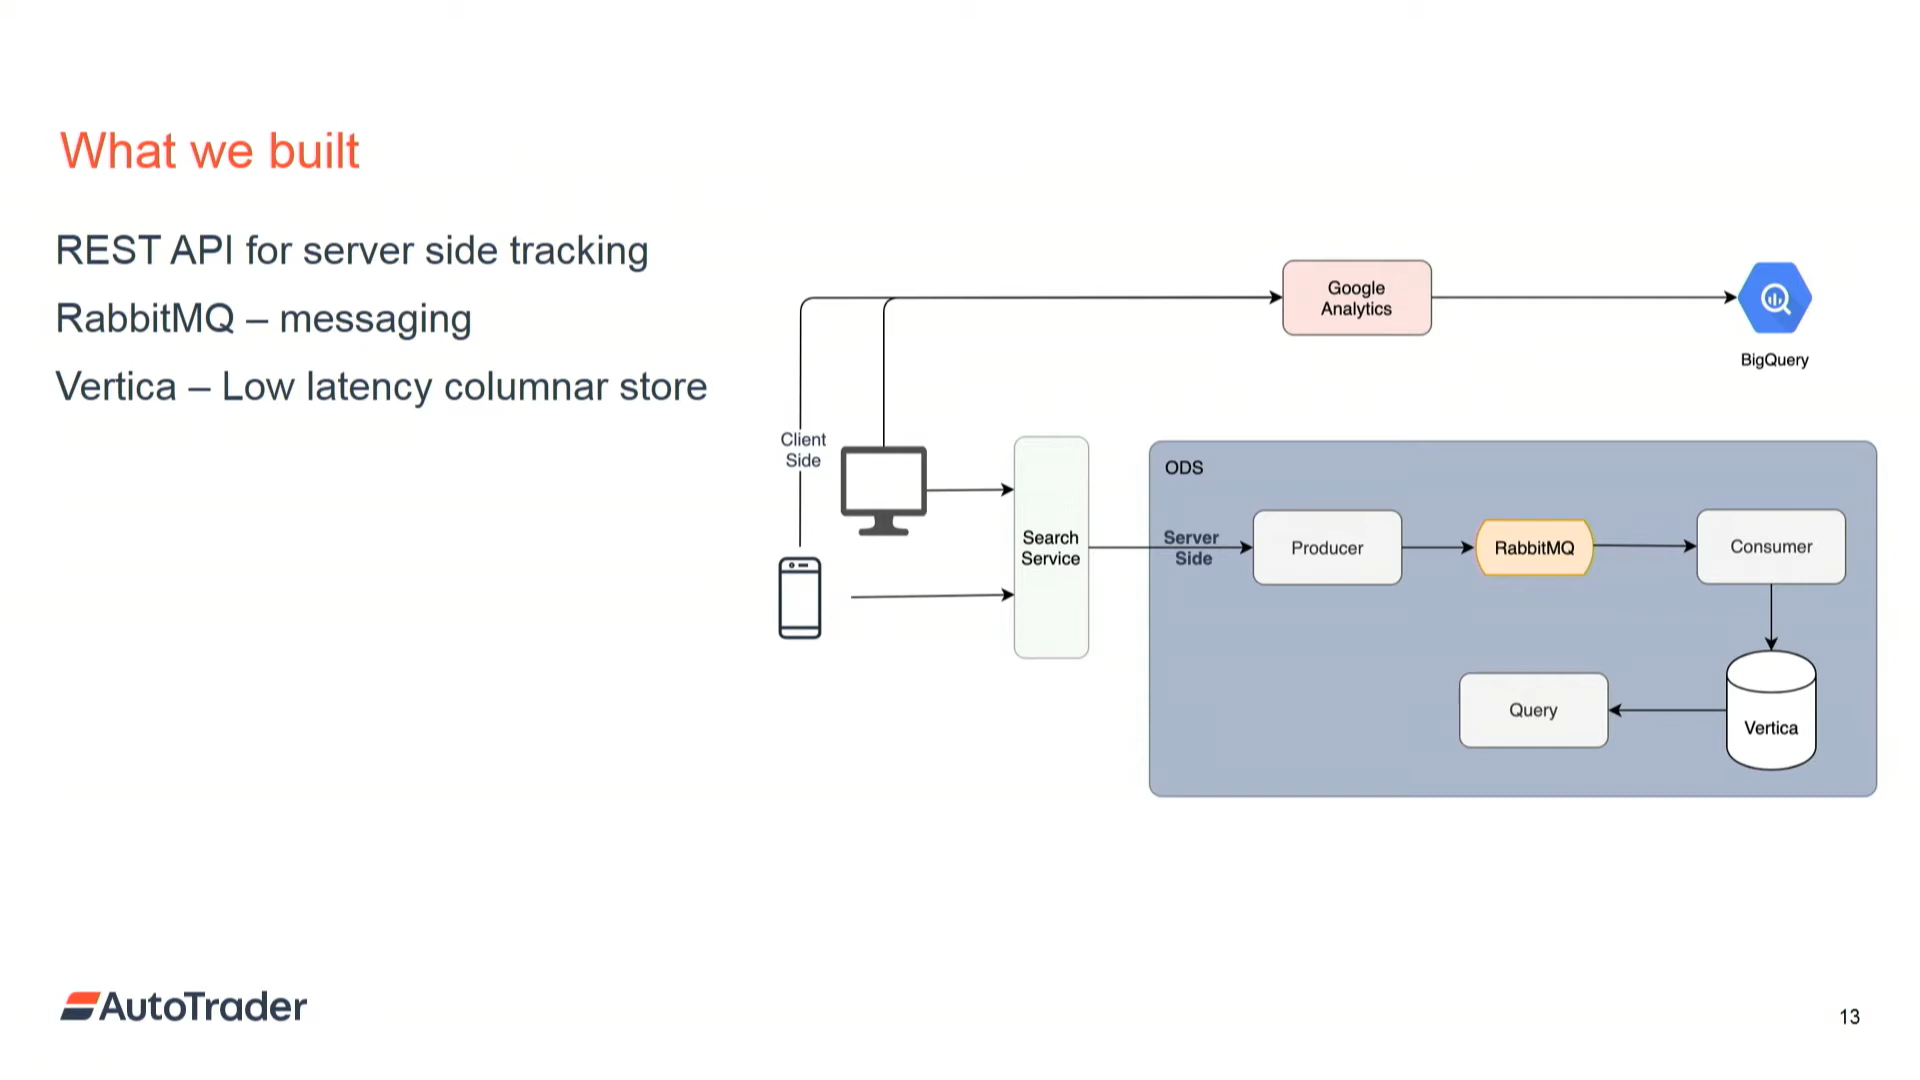 What we built
REST API for server side tracking
RabbitMQ – messaging
Vertica – Low latency columnar store
Google
Analytics
BigQuery
Client
Side
Search
Service
ODS
Server
Side
Producer
RabbitMQ
Consumer
Query
Vertica
AutoTrader
13